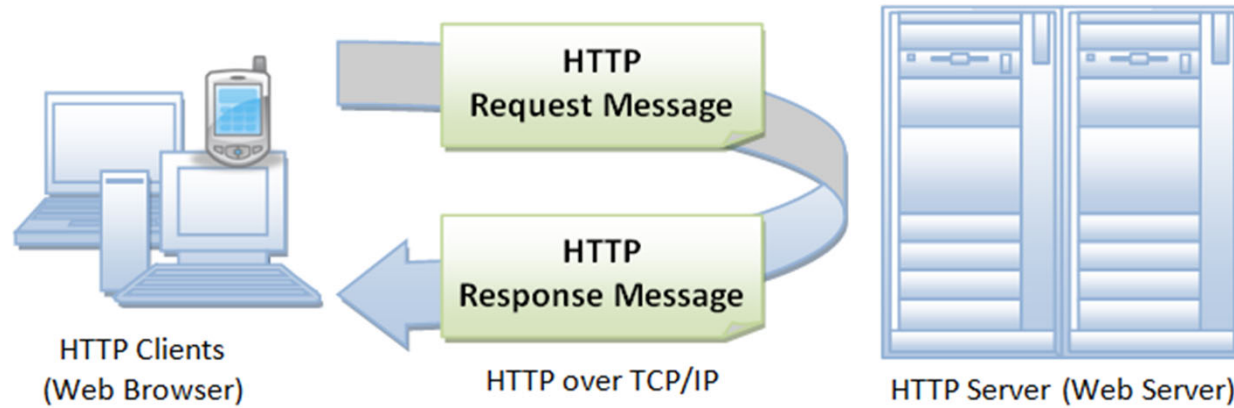 HTTP
Request Message
HTTP
Response Message
HTTP Clients
(Web Browser)
HTTP over TCP/IP
HTTP Server (Web Server)